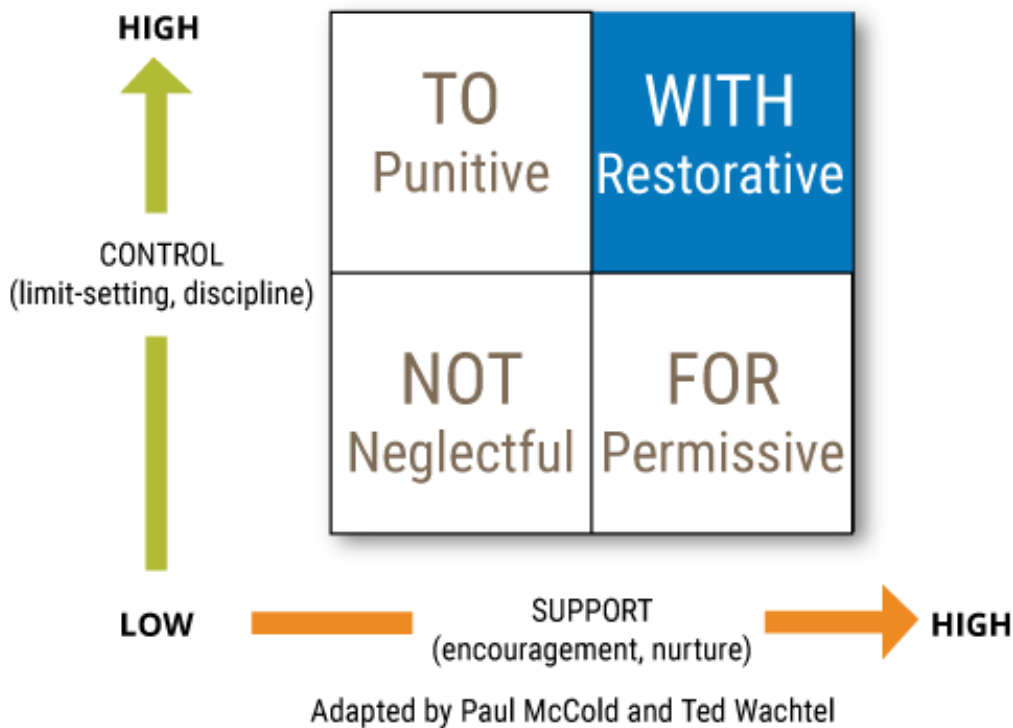 HIGH
TO
Punitive
WITH
Restorative
CONTROL
(limit-setting, discipline)
NOT
Neglectful
FOR
Permissive
LOW
SUPPORT
(encouragement, nurture)
HIGH
Adapted by Paul McCold and Ted Wachtel